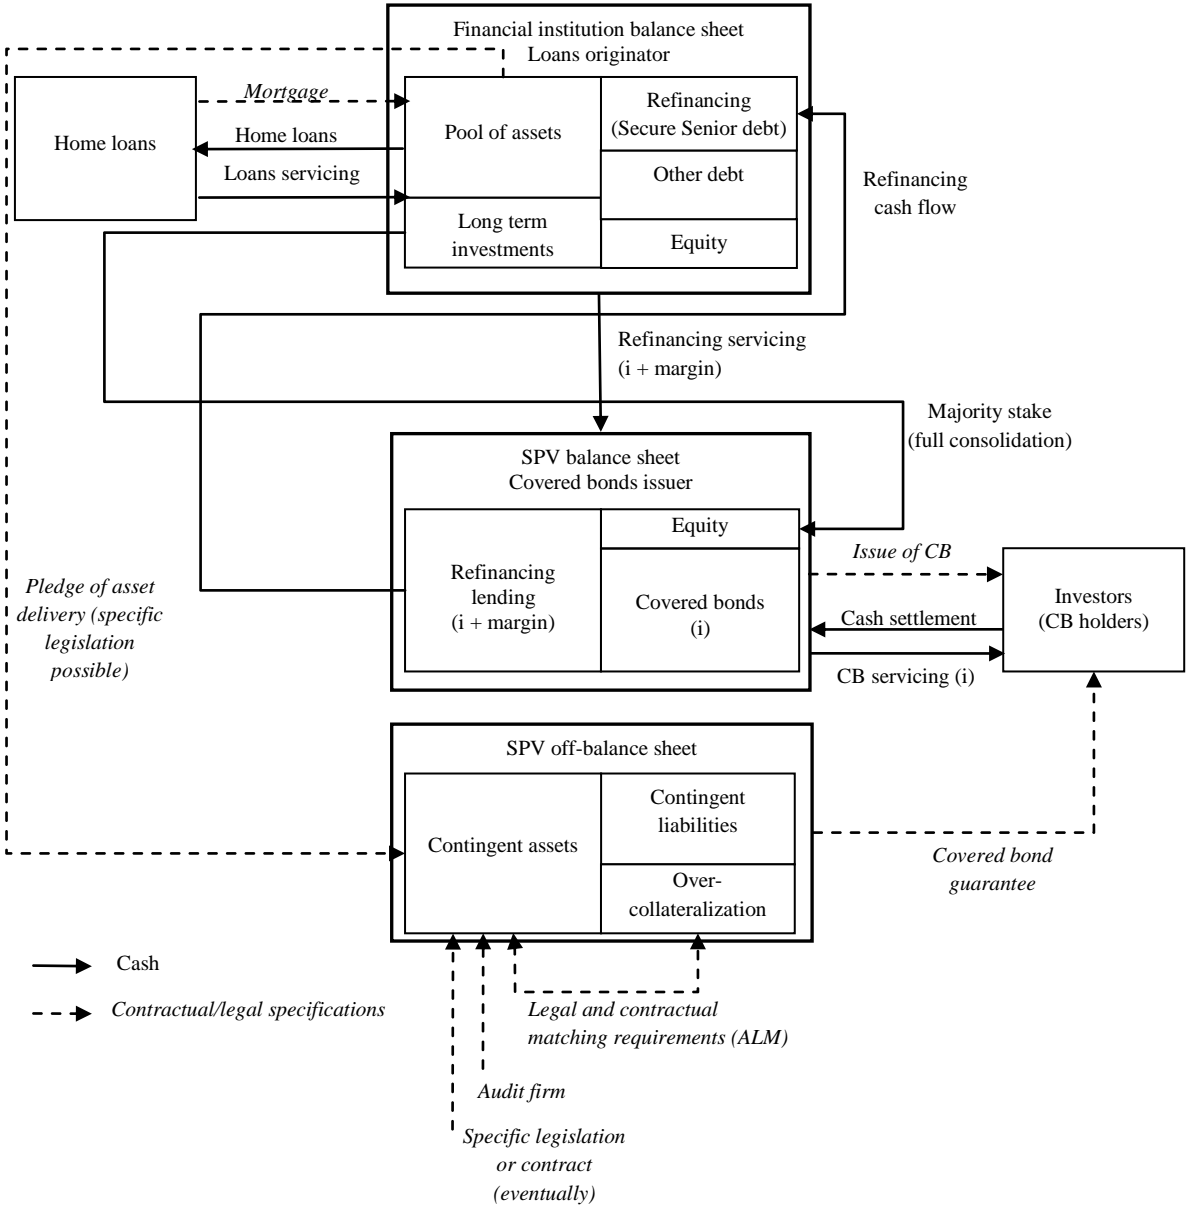 Financial institution balance sheet
Loans originator
Mortgage
Home loans
Home loans
Loans servicing
Pool of assets
Long term
investments
Refinancing
(Secure Senior debt)
Other debt
Equity
Refinancing
cash flow
Refinancing servicing
(i + margin)
Majority stake
(full consolidation)
SPV balance sheet
Covered bonds issuer
Refinancing
lending
(i + margin)
Equity
Covered bonds
(i)
Issue of CB
Cash settlement
CB servicing (i)
Investors
(CB holders)
Pledge of asset
delivery (specific
legislation
possible)
SPV off-balance sheet
Contingent assets
Contingent
liabilities
Over-
collateralization
Covered bond
guarantee
Cash
Contractual/legal specifications
Legal and contractual
matching requirements (ALM)
Audit firm
Specific legislation
or contract
(eventually)